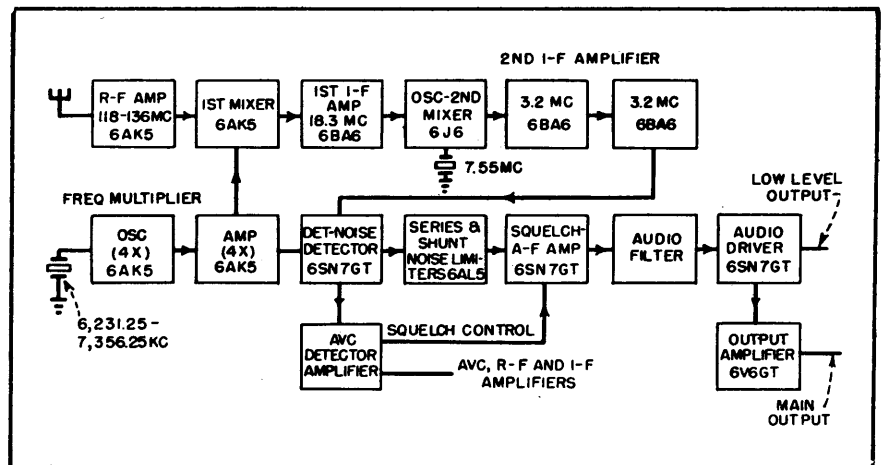 2ND I-F AMPLIFIER
R-F AMP
118-136MC
6AK5
1ST MIXER
6AK5
1ST I-F
AMP
18.3 MC
6BA6
OSC-2ND
MIXER
6J6
3.2 MC
6BA6
3.2 MC
6BA6
7.55MC
FREQ MULTIPLIER
LOW LEVEL
OUTPUT
OSC
(4X)
6AK5
AMP
(4X)
6AK5
DET-NOISE
DETECTOR
6SN7GT
SERIES &
SHUNT
NOISE LIMI-
TERS 6AL5
SQUELCH-
A-F AMP
6SN7GT
AUDIO
FILTER
AUDIO
DRIVER
6SN7GT
6,231.25-
7,356.25KC
AVC
DETECTOR
AMPLIFIER
SQUELCH CONTROL
AVC, R-F AND I-F
AMPLIFIERS
OUTPUT
AMPLIFIER
6V6GT
MAIN
OUTPUT